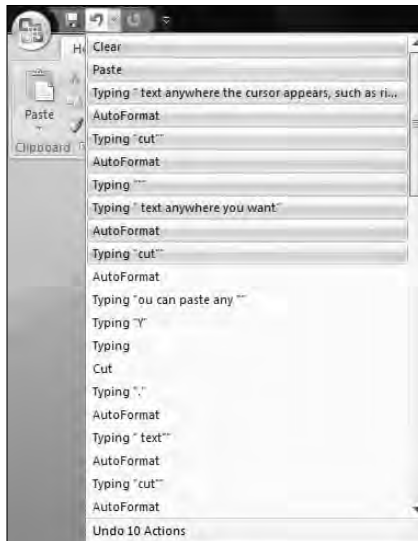 H
Paste
Clipboard
Clear
Paste
Typing " text anywhere the cursor appears, such as ri...
AutoFormat
Typing "cut""
AutoFormat
Typing """
Typing " text anywhere you want"
AutoFormat
Typing "cut""
AutoFormat
Typing "ou can paste any ""
Typing "Y"
Typing
Cut
Typing "."
AutoFormat
Typing " text""
AutoFormat
Typing "cut""
AutoFormat
Undo 10 Actions